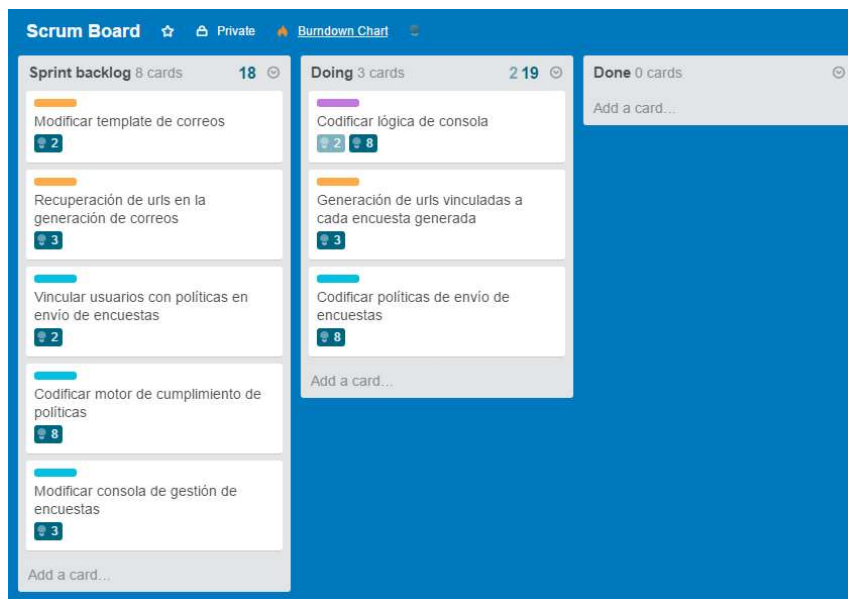 Scrum Board Private Burndown Chart
Sprint backlog 8 cards 18
Modificar template de correos
2
Recuperación de urls en la
generación de correos
3
Vincular usuarios con políticas en
envío de encuestas
2
Codificar motor de cumplimiento de
políticas
8
Modificar consola de gestión de
encuestas
3
Add a card...
Doing 3 cards 2 19
Codificar lógica de consola
2 8
Generación de urls vinculadas a
cada encuesta generada
3
Codificar políticas de envío de
encuestas
8
Add a card...
Done 0 cards
Add a card...